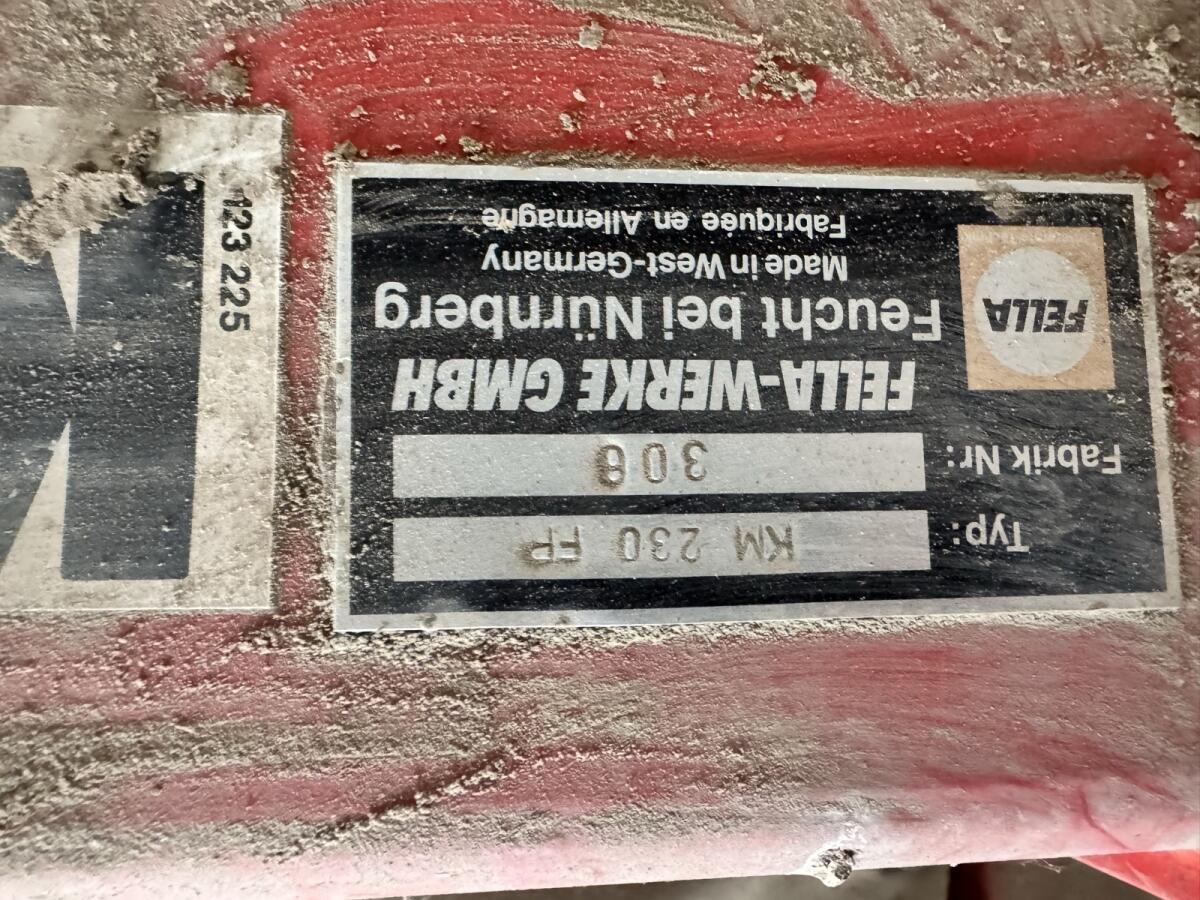 Typ: KM 230 FP
Fabrik Nr:
FELLA-WERKE GMBH
Feucht bei Nürnberg
Made in West-Germany
Fabriquée en Allemagne
FELLA
123 225
K